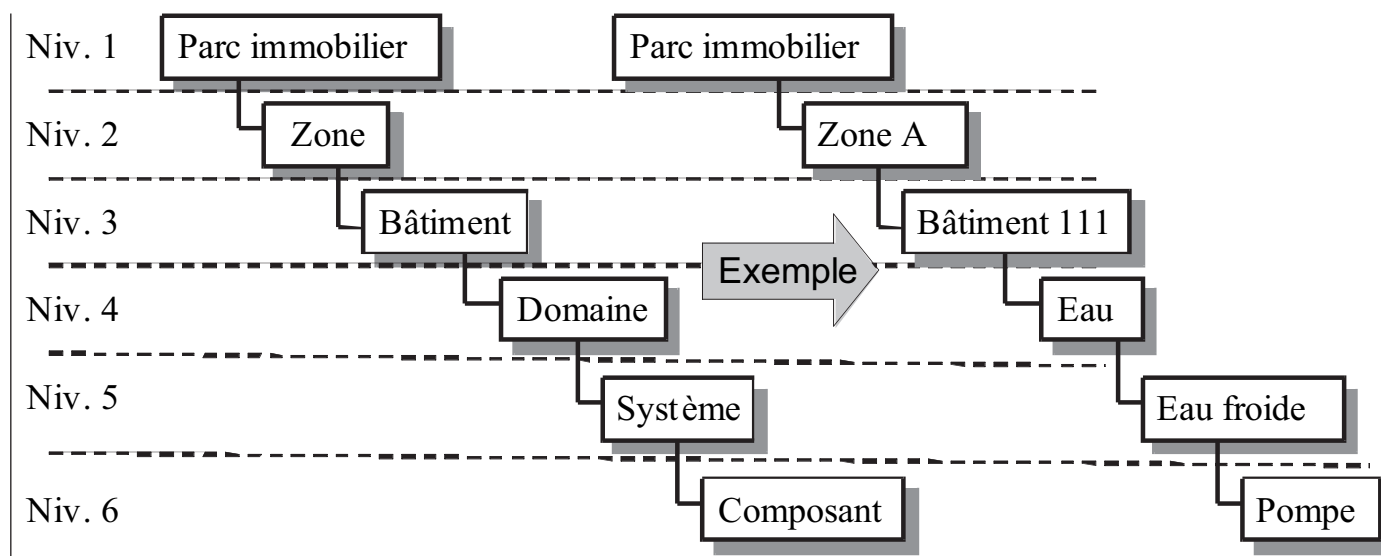 Niv. 1 Parc immobilier Parc immobilier
Niv. 2 Zone Zone A
Niv. 3 Bâtiment Bâtiment 111
Exemple
Niv. 4 Domaine Eau
Niv. 5 Système Eau froide
Niv. 6 Composant Pompe